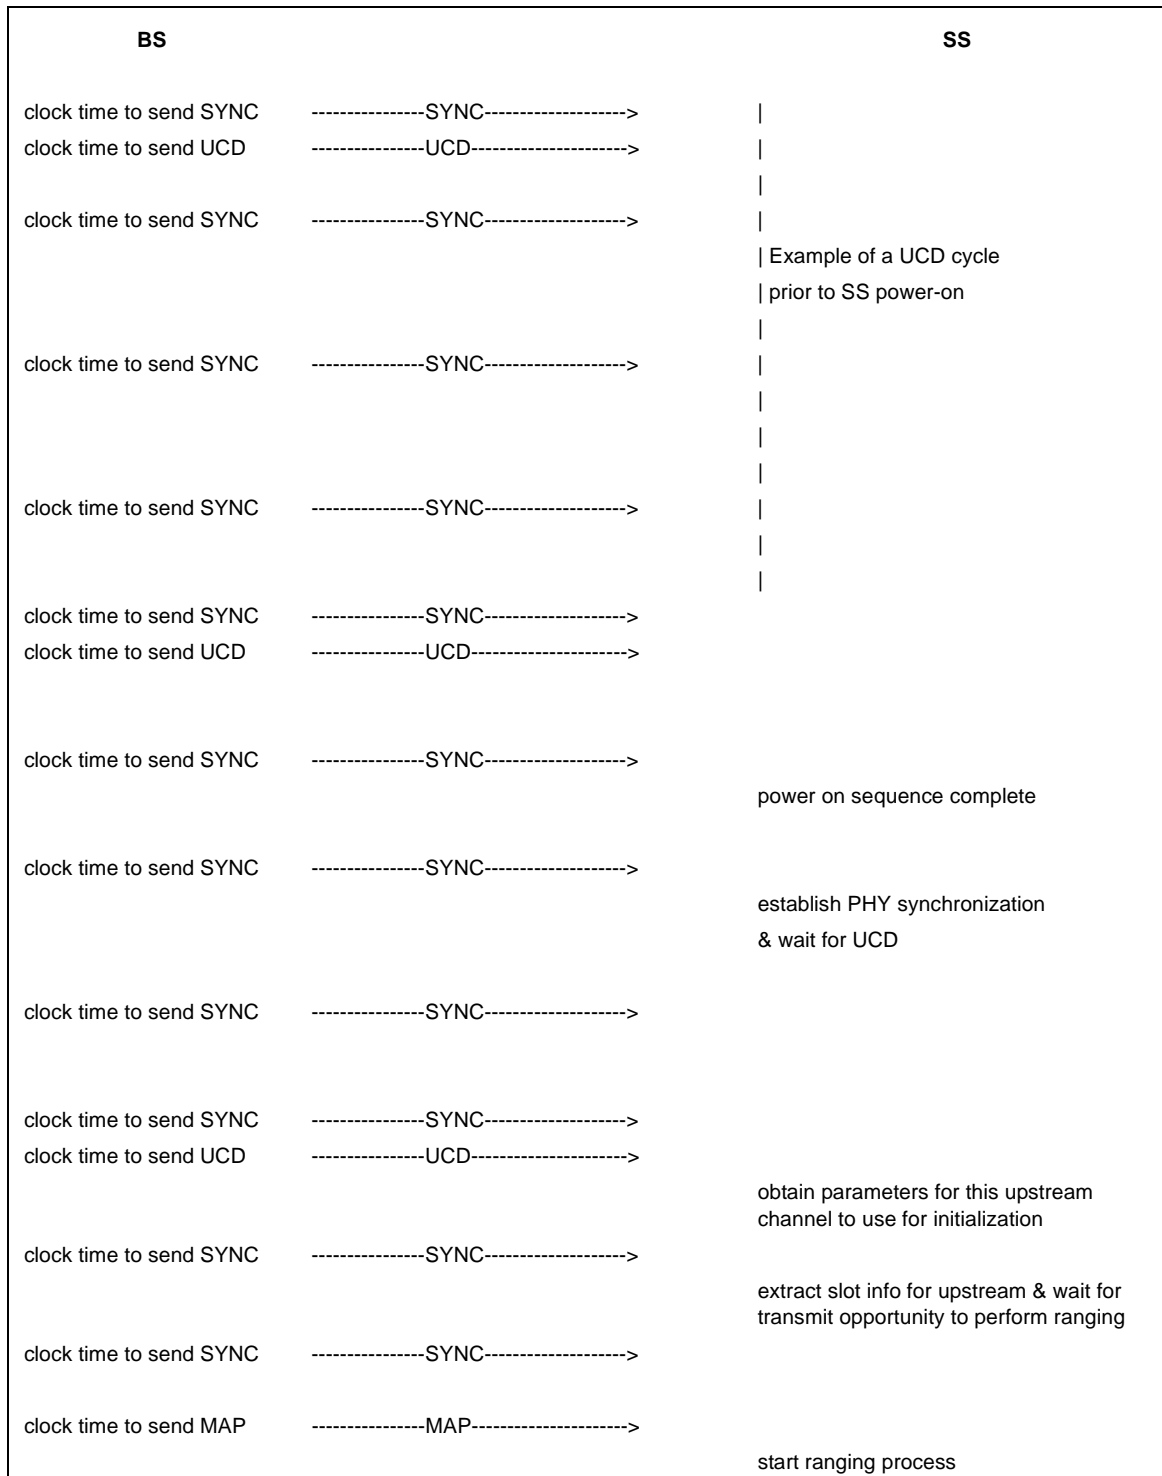 BS SS
clock time to send SYNC ----------------SYNC--------------------> |
clock time to send UCD ----------------UCD----------------------> |
|
clock time to send SYNC ----------------SYNC--------------------> |
| Example of a UCD cycle
| prior to SS power-on
|
clock time to send SYNC ----------------SYNC--------------------> |
|
|
|
clock time to send SYNC ----------------SYNC--------------------> |
|
|
clock time to send SYNC ----------------SYNC-------------------->
clock time to send UCD ----------------UCD---------------------->
clock time to send SYNC ----------------SYNC-------------------->
power on sequence complete
clock time to send SYNC ----------------SYNC-------------------->
establish PHY synchronization
& wait for UCD
clock time to send SYNC ----------------SYNC-------------------->
clock time to send SYNC ----------------SYNC-------------------->
clock time to send UCD ----------------UCD---------------------->
obtain parameters for this upstream
channel to use for initialization
clock time to send SYNC ----------------SYNC-------------------->
extract slot info for upstream & wait for
transmit opportunity to perform ranging
clock time to send SYNC ----------------SYNC-------------------->
clock time to send MAP ----------------MAP---------------------->
start ranging process